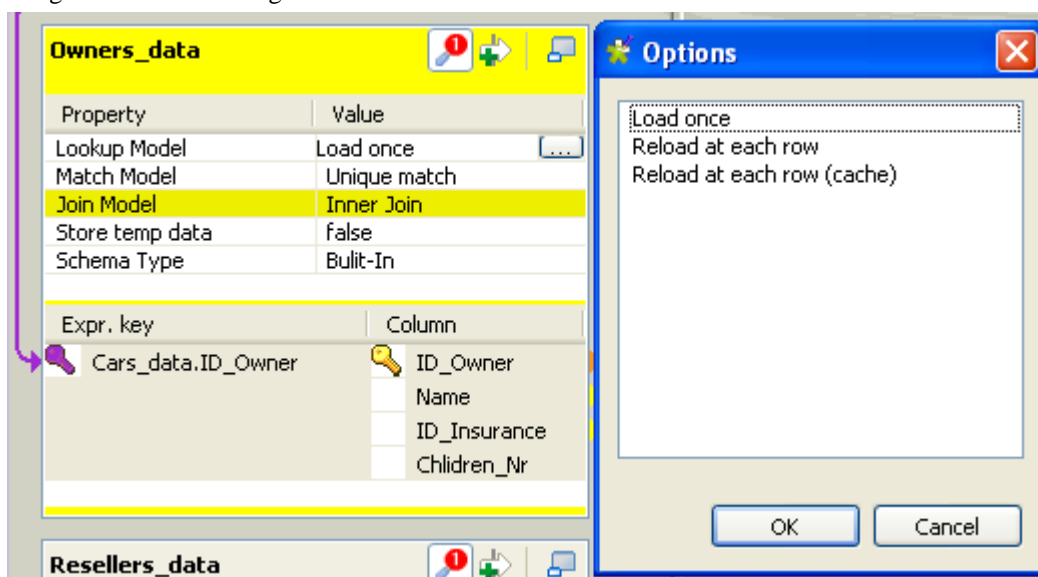 Owners_data
Property Value
Lookup Model Load once ...
Match Model Unique match
Join Model Inner Join
Store temp data false
Schema Type Bulit-In
Expr. key Column
Cars_data.ID_Owner ID_Owner
Name
ID_Insurance
Chlidren_Nr
Resellers_data
Options
Load once
Reload at each row
Reload at each row (cache)
OK Cancel